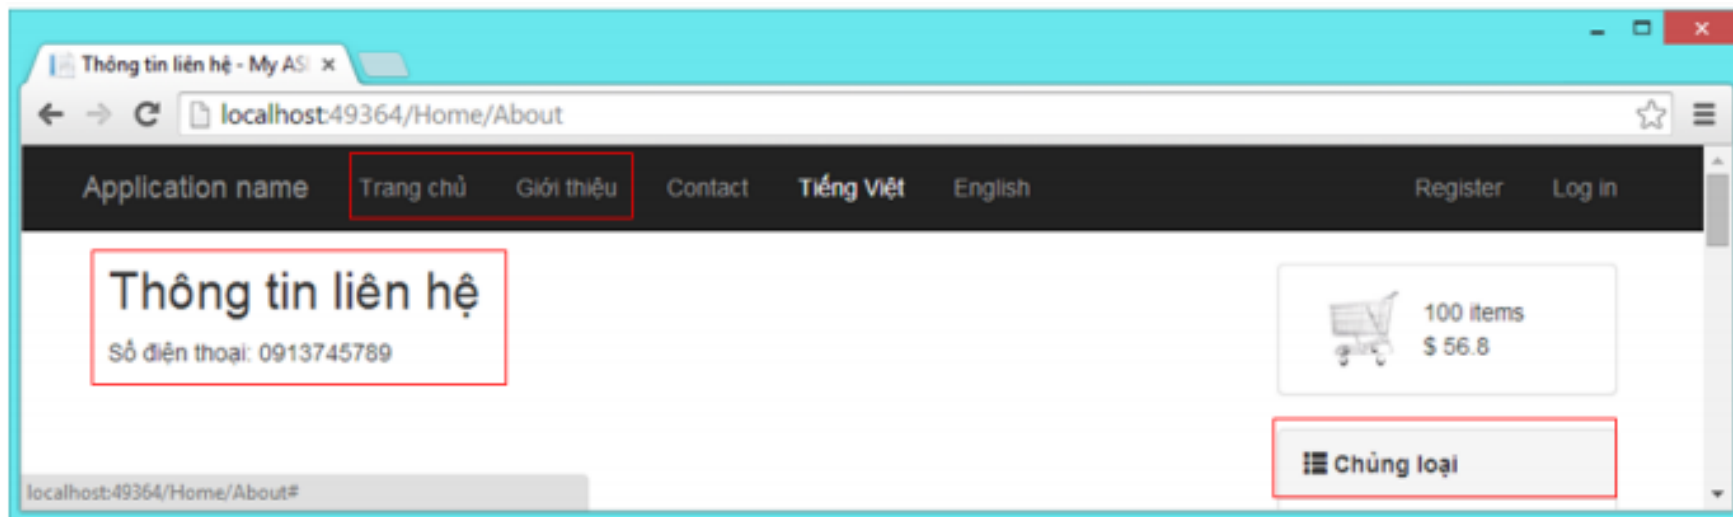 Thông tin liên hệ - My AS
localhost:49364/Home/About
Application name Trang chủ Giới thiệu Contact Tiếng Việt English Register Log in
Thông tin liên hệ
Số điện thoại: 0913745789
100 items
$ 56.8
Chủng loại
localhost:49364/Home/About#